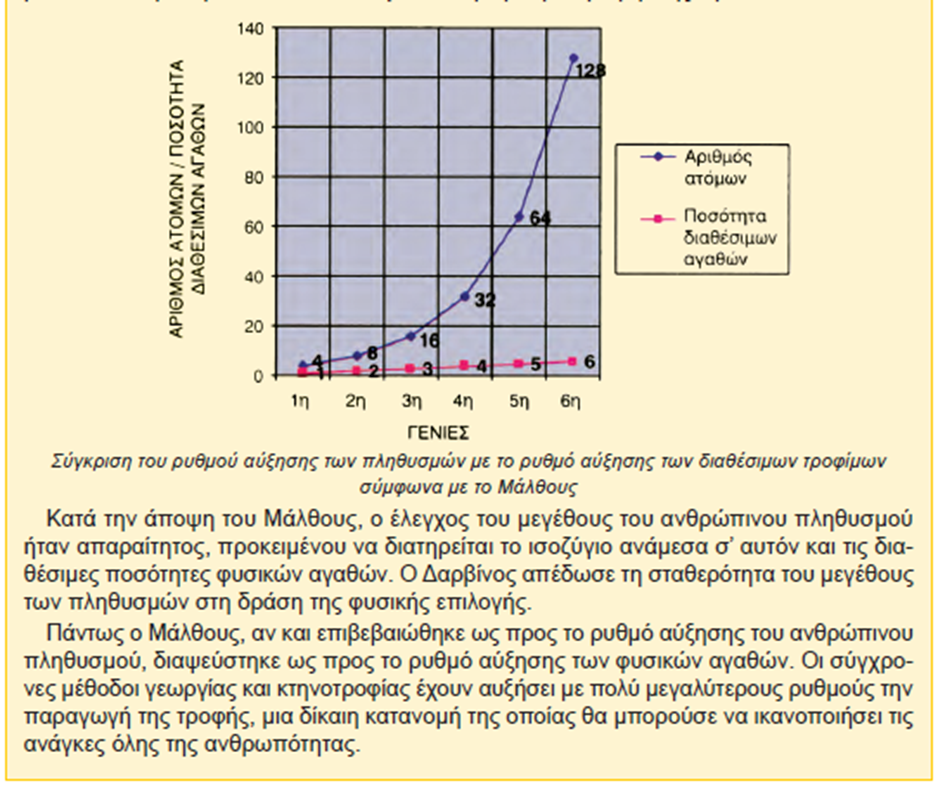 140
120
100
80
60
40
20
0
ΑΡΙΘΜΟΣ ΑΤΟΜΩΝ / ΠΟΣΟΤΗΤΑ
ΔΙΑΘΕΣΙΜΩΝ ΑΓΑΘΩΝ
128
64
32
16
8
4
1
2
3
4
5
6
1η 2η 3η 4η 5η 6η
ΓΕΝΙΕΣ
Αριθμός
ατόμων
Ποσότητα
διαθέσιμων
αγαθών
Σύγκριση του ρυθμού αύξησης των πληθυσμών με το ρυθμό αύξησης των διαθέσιμων τροφίμων
σύμφωνα με το Μάλθους
Κατά την άποψη του Μάλθους, ο έλεγχος του μεγέθους του ανθρώπινου πληθυσμού
ήταν απαραίτητος, προκειμένου να διατηρείται το ισοζύγιο ανάμεσα σ' αυτόν και τις δια-
θέσιμες ποσότητες φυσικών αγαθών. Ο Δαρβίνος απέδωσε τη σταθερότητα του μεγέθους
των πληθυσμών στη δράση της φυσικής επιλογής.
Πάντως ο Μάλθους, αν και επιβεβαιώθηκε ως προς το ρυθμό αύξησης του ανθρώπινου
πληθυσμού, διαψεύστηκε ως προς το ρυθμό αύξησης των φυσικών αγαθών. Οι σύγχρο-
νες μέθοδοι γεωργίας και κτηνοτροφίας έχουν αυξήσει με πολύ μεγαλύτερους ρυθμούς την
παραγωγή της τροφής, μια δίκαιη κατανομή της οποίας θα μπορούσε να ικανοποιήσει τις
ανάγκες όλης της ανθρωπότητας.